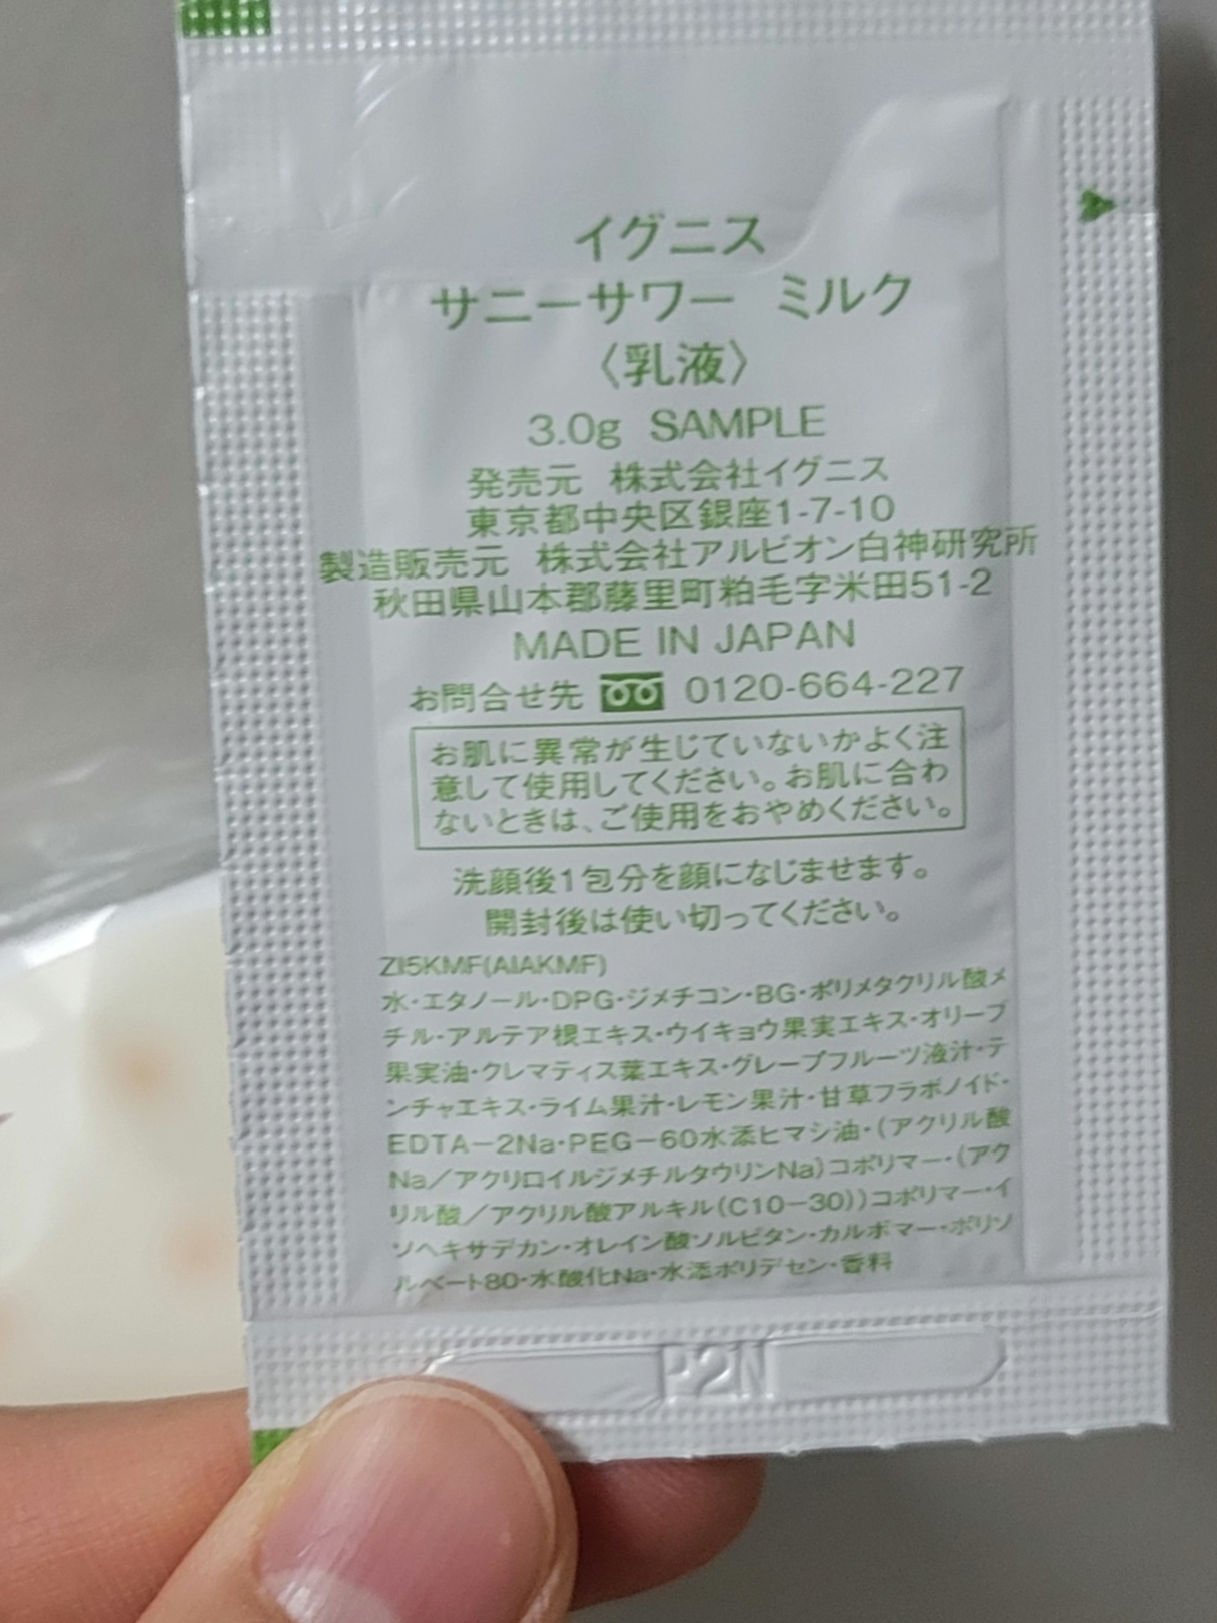 イグニス
サニーサワー ミルク
〈乳液〉
3.0g SAMPLE
発売元 株式会社イグニス
東京都中央区銀座1-7-10
製造販売元 株式会社アルビオン白神研究所
秋田県山本郡藤里町粕毛字米田51-2
MADE IN JAPAN
お問合せ先 0120-664-227
お肌に異常が生じていないかよく注
意して使用してください。お肌に合わ
ないときは、ご使用をおやめください。
洗顔後1包分を顔になじませます。
開封後は使い切ってください。
ZI5KMF(AIAKMF)
水・エタノール・DPG・ジメチコン・BG・ポリメタクリル酸メ
チル・アルテア根エキス・ウイキョウ果実エキス・オリーブ
果実油・クレマティス葉エキス・グレープフルーツ液汁・テ
ンチャエキス・ライム果汁・レモン果汁・甘草フラボノイド・
EDTA－2Na・PEG－60水添ヒマシ油・(アクリル酸
Na／アクリロイルジメチルタウリンNa)コポリマー・(アク
リル酸／アクリル酸アルキル(C10－30))コポリマー・イ
ソヘキサデカン・オレイン酸ソルビタン・カルボマー・ポリソ
ルベート80・水酸化Na・水添ポリデセン・香料
P2N